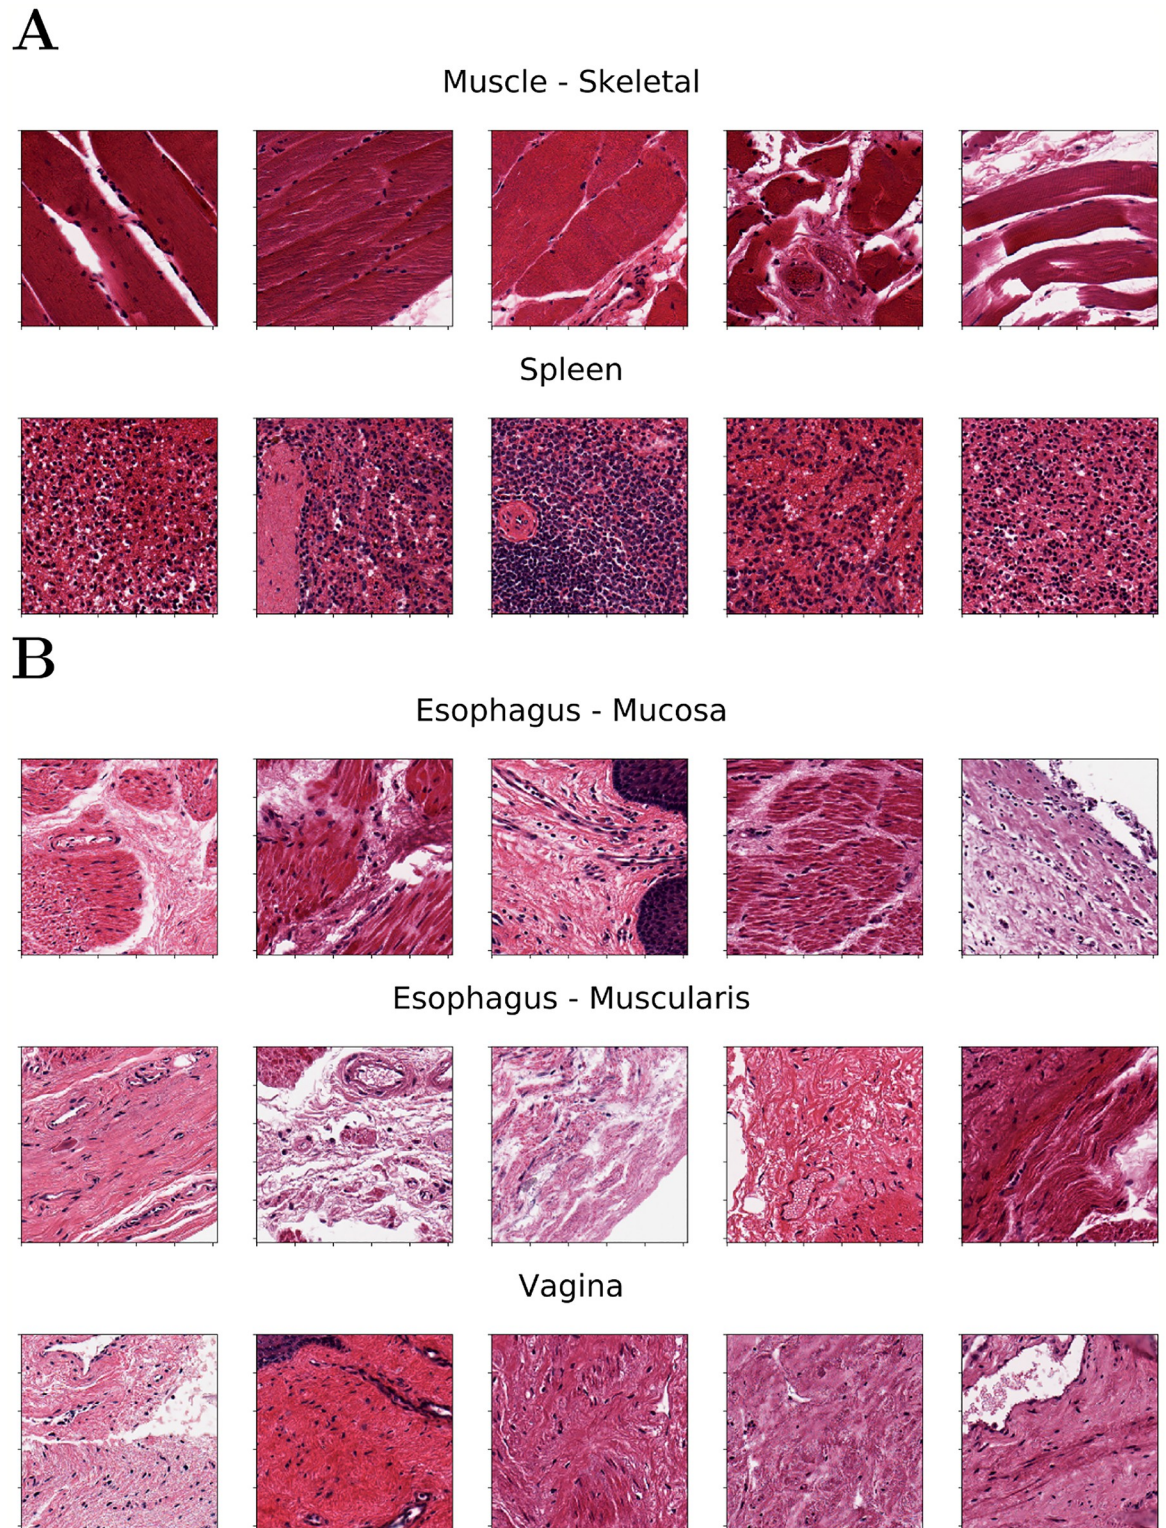 A
Muscle - Skeletal
Spleen
B
Esophagus - Mucosa
Esophagus - Muscularis
Vagina